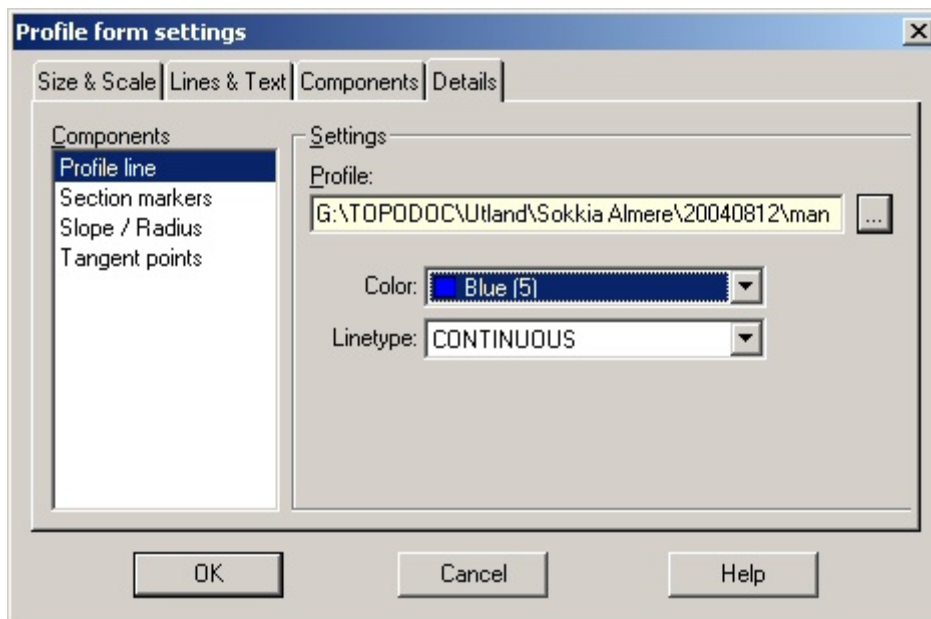 Profile form settings
Size & Scale Lines & Text Components Details
Components
Profile line
Section markers
Slope / Radius
Tangent points
Settings
Profile:
G:\TOPODOC\Utland\Sokkia Almere\20040812\man
...
Color: Blue (5)
Linetype: CONTINUOUS
OK Cancel Help